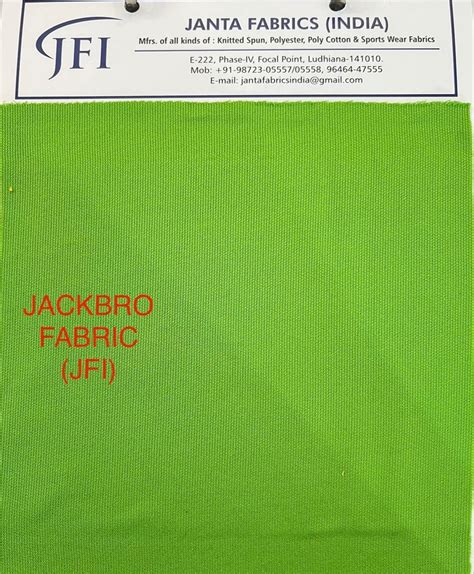 JFI
JANTA FABRICS (INDIA)
Mfrs. of all kinds of : Knitted Spun, Polyester, Poly Cotton & Sports Wear Fabrics
E-222, Phase-IV, Focal Point, Ludhiana-141010.
Mob: +91-98723-05557/05558, 96464-47555
E-mail: jantafabricsindia@gmail.com
JACKBRO
FABRIC
(JFI)